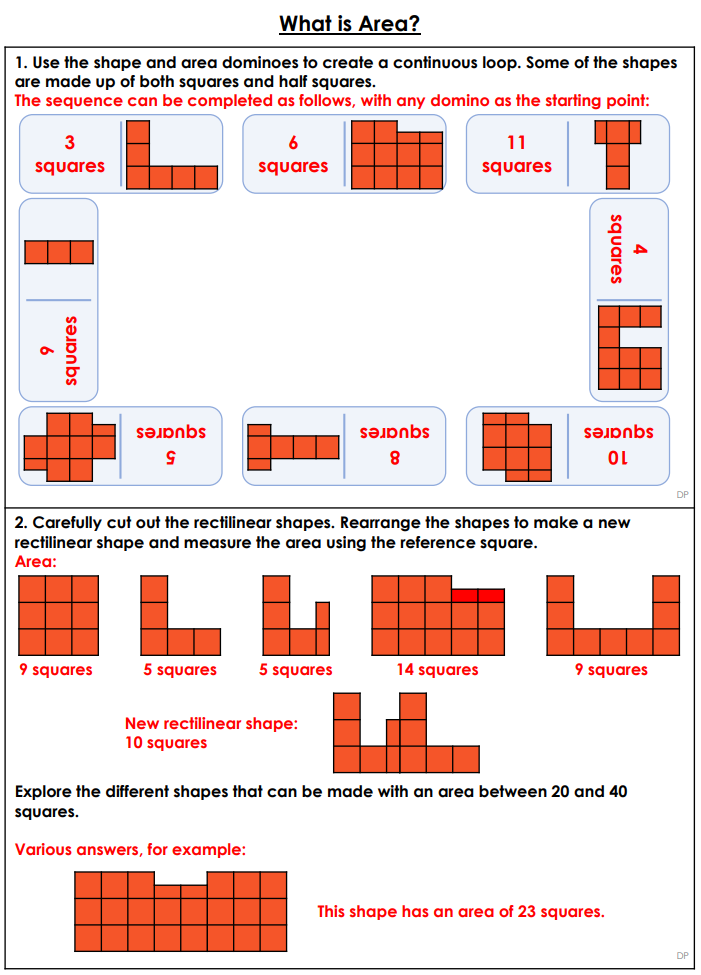 What is Area?
1. Use the shape and area dominoes to create a continuous loop. Some of the shapes
are made up of both squares and half squares.
The sequence can be completed as follows, with any domino as the starting point:
3
squares
6
squares
11
squares
4
squares
10
squares
8
squares
5
squares
9
squares
DP
2. Carefully cut out the rectilinear shapes. Rearrange the shapes to make a new
rectilinear shape and measure the area using the reference square.
Area:
9 squares
5 squares
5 squares
14 squares
9 squares
New rectilinear shape:
10 squares
Explore the different shapes that can be made with an area between 20 and 40
squares.
Various answers, for example:
This shape has an area of 23 squares.
DP